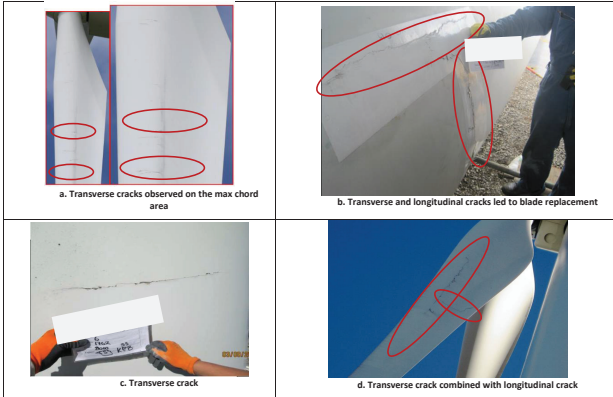 a. Transverse cracks observed on the max chord
area
b. Transverse and longitudinal cracks led to blade replacement
c. Transverse crack
d. Transverse crack combined with longitudinal crack